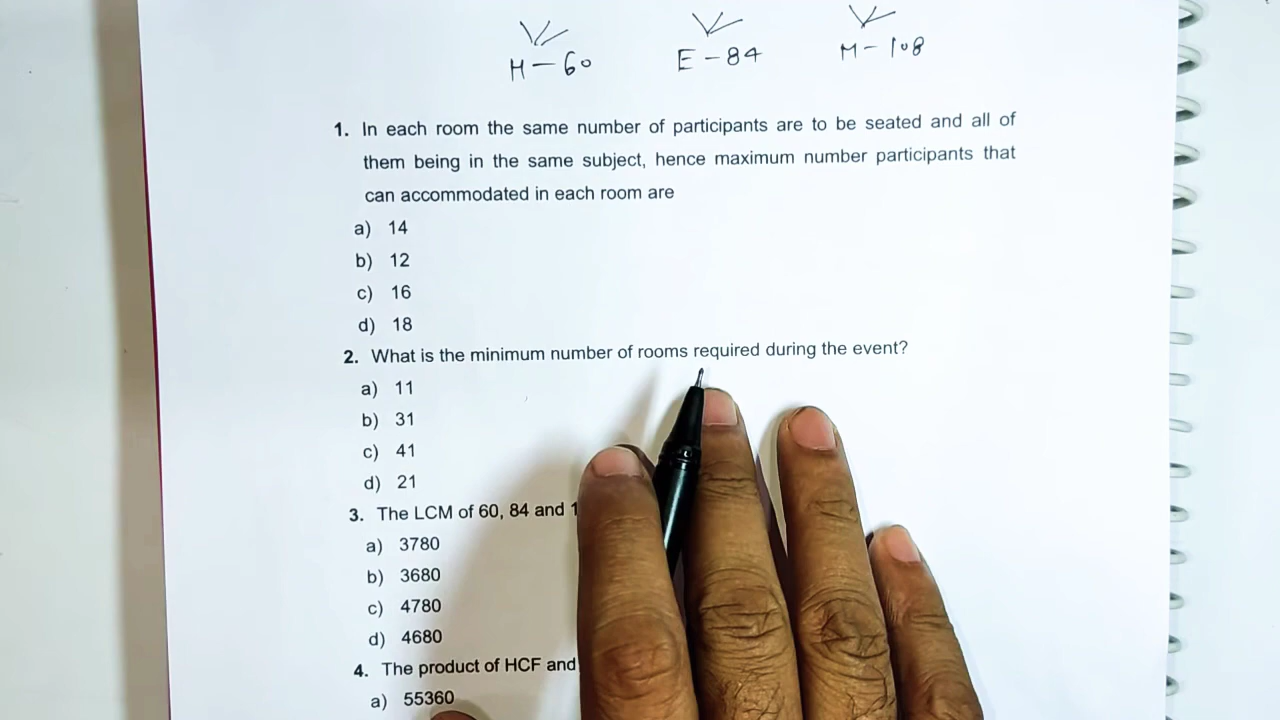 H - 60 E - 84 M - 108
1. In each room the same number of participants are to be seated and all of
them being in the same subject, hence maximum number participants that
can accommodated in each room are
a) 14
b) 12
c) 16
d) 18
2. What is the minimum number of rooms required during the event?
a) 11
b) 31
c) 41
d) 21
3. The LCM of 60, 84 and 1
a) 3780
b) 3680
c) 4780
d) 4680
4. The product of HCF and
a) 55360